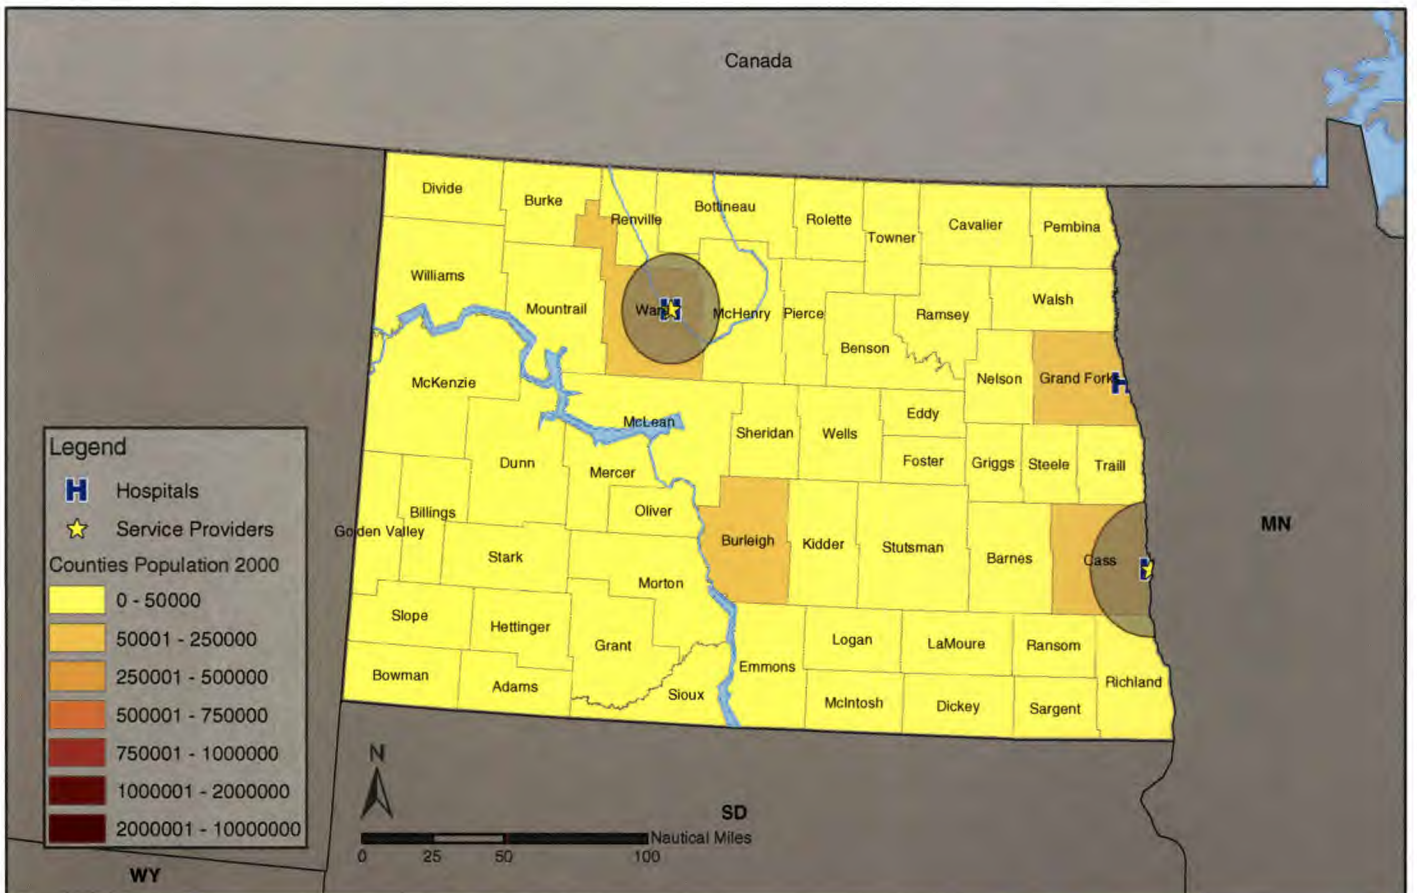 Canada
Divide
Burke
Renville
Bottineau
Rolette
Towner
Cavalier
Pembina
Williams
Mountrail
McHenry
Pierce
Benson
Ramsey
Walsh
McKenzie
Nelson
Grand Fork
McLean
Sheridan
Wells
Eddy
Foster
Griggs
Steele
Traill
Dunn
Mercer
Oliver
Billings
Golden Valley
Stark
Morton
Burleigh
Kidder
Stutsman
Barnes
Cass
MN
Slope
Hettinger
Grant
Emmons
Logan
LaMoure
Ransom
Richland
Bowman
Adams
Sioux
McIntosh
Dickey
Sargent
Legend
H Hospitals
Service Providers
Counties Population 2000
0 - 50000
50001 - 250000
250001 - 500000
500001 - 750000
750001 - 1000000
1000001 - 2000000
2000001 - 10000000
N
SD
Nautical Miles
0 25 50 100
WY
H
H